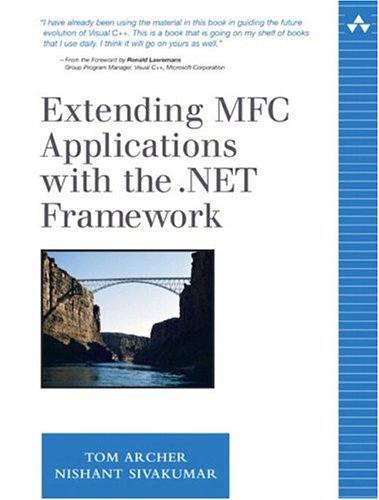 "I have already been using the material in this book in guiding the future
evolution of Visual C++. This is a book that is going on my shelf of books
that I use daily. I think it will go on yours as well."
—From the Foreword by Ronald Laeremans
Group Program Manager, Visual C++, Microsoft Corporation
Extending MFC
Applications
with the .NET
Framework
TOM ARCHER
NISHANT SIVAKUMAR